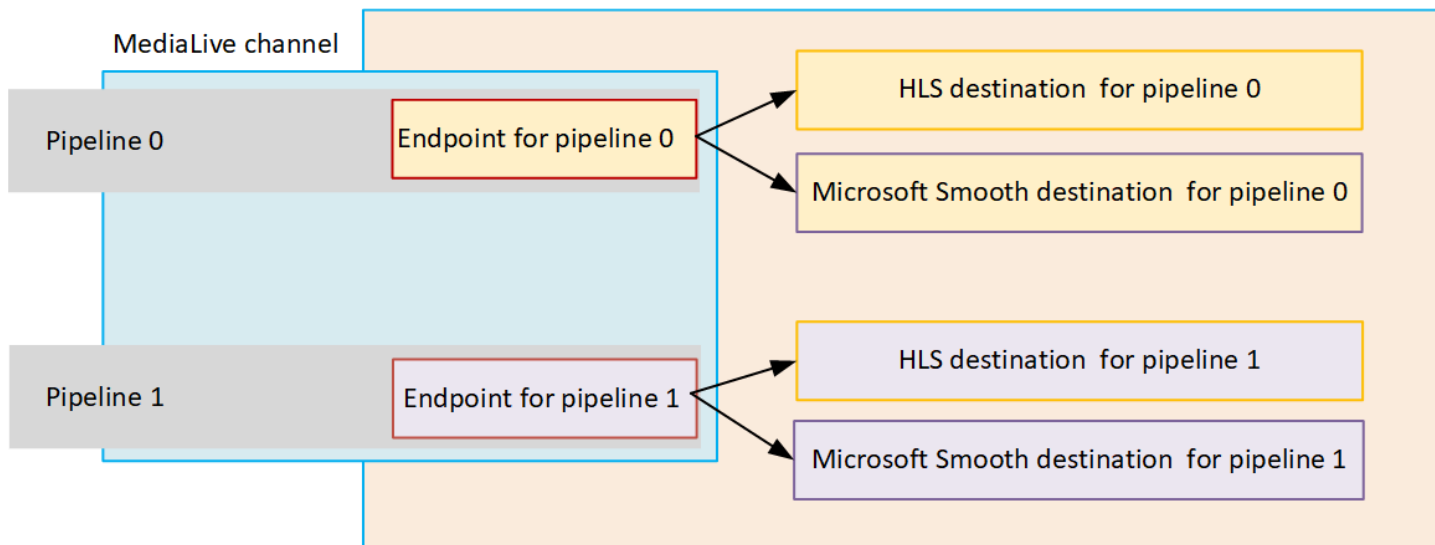 MediaLive channel
Pipeline 0
Endpoint for pipeline 0
HLS destination for pipeline 0
Microsoft Smooth destination for pipeline 0
Pipeline 1
Endpoint for pipeline 1
HLS destination for pipeline 1
Microsoft Smooth destination for pipeline 1